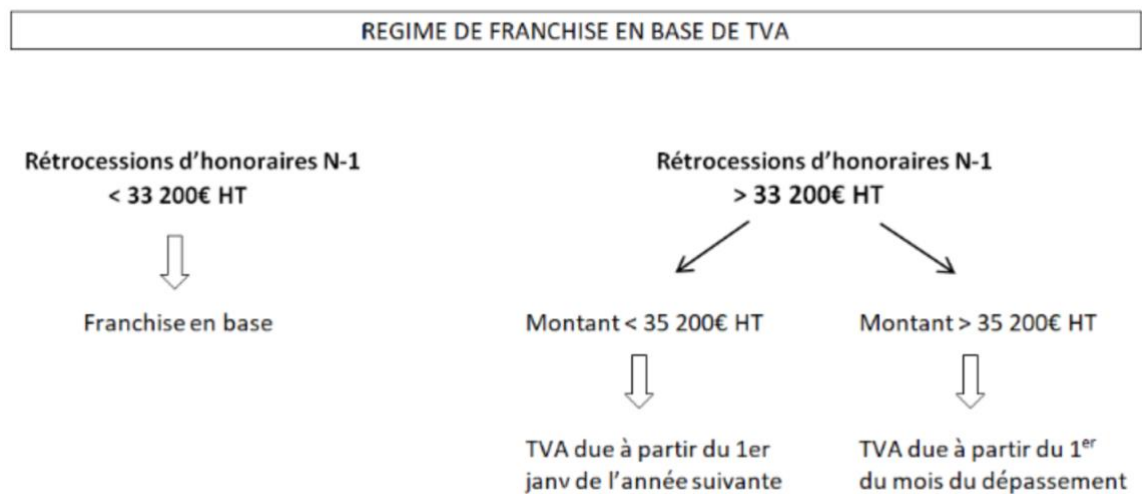 REGIME DE FRANCHISE EN BASE DE TVA
Rétrocessions d'honoraires N-1
< 33 200€ HT
Franchise en base
Rétrocessions d'honoraires N-1
> 33 200€ HT
Montant < 35 200€ HT
TVA due à partir du 1er
janv de l'année suivante
Montant > 35 200€ HT
TVA due à partir du 1er
du mois du dépassement